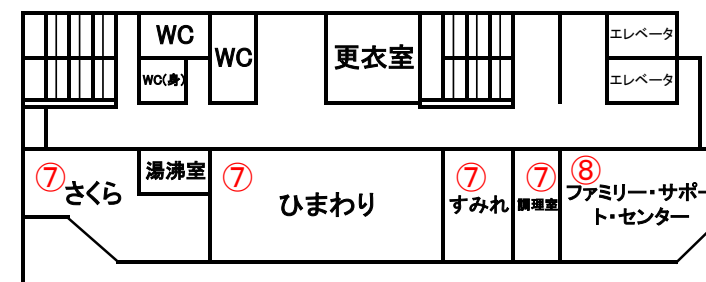 WC
WC
更衣室
エレベータ
WC(身)
エレベータ
⑦
さくら
湯沸室
⑦
ひまわり
⑦
すみれ
⑦
調理室
⑧
ファミリー・サポー
ト・センター